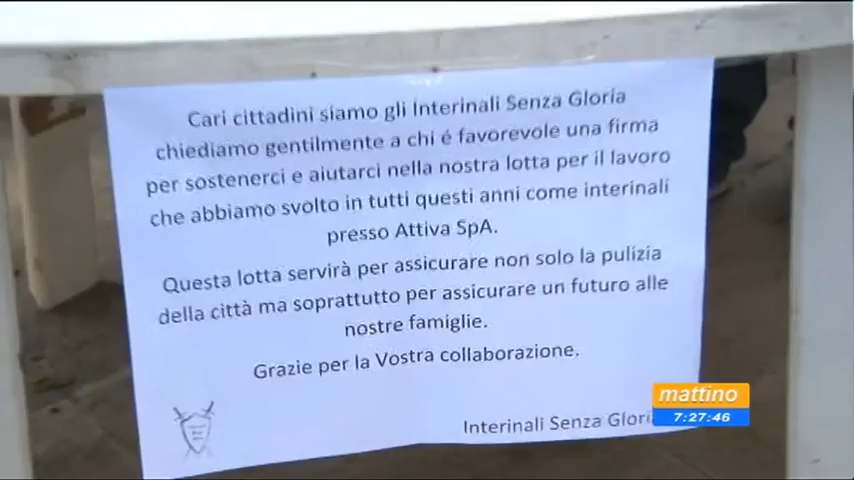 Cari cittadini siamo gli Interinali Senza Gloria
chiediamo gentilmente a chi é favorevole una firma
per sostenerci e aiutarci nella nostra lotta per il lavoro
che abbiamo svolto in tutti questi anni come interinali
presso Attiva SpA.
Questa lotta servirà per assicurare non solo la pulizia
della città ma soprattutto per assicurare un futuro alle
nostre famiglie.
Grazie per la Vostra collaborazione.
Interinali Senza
mattino
7:27:46